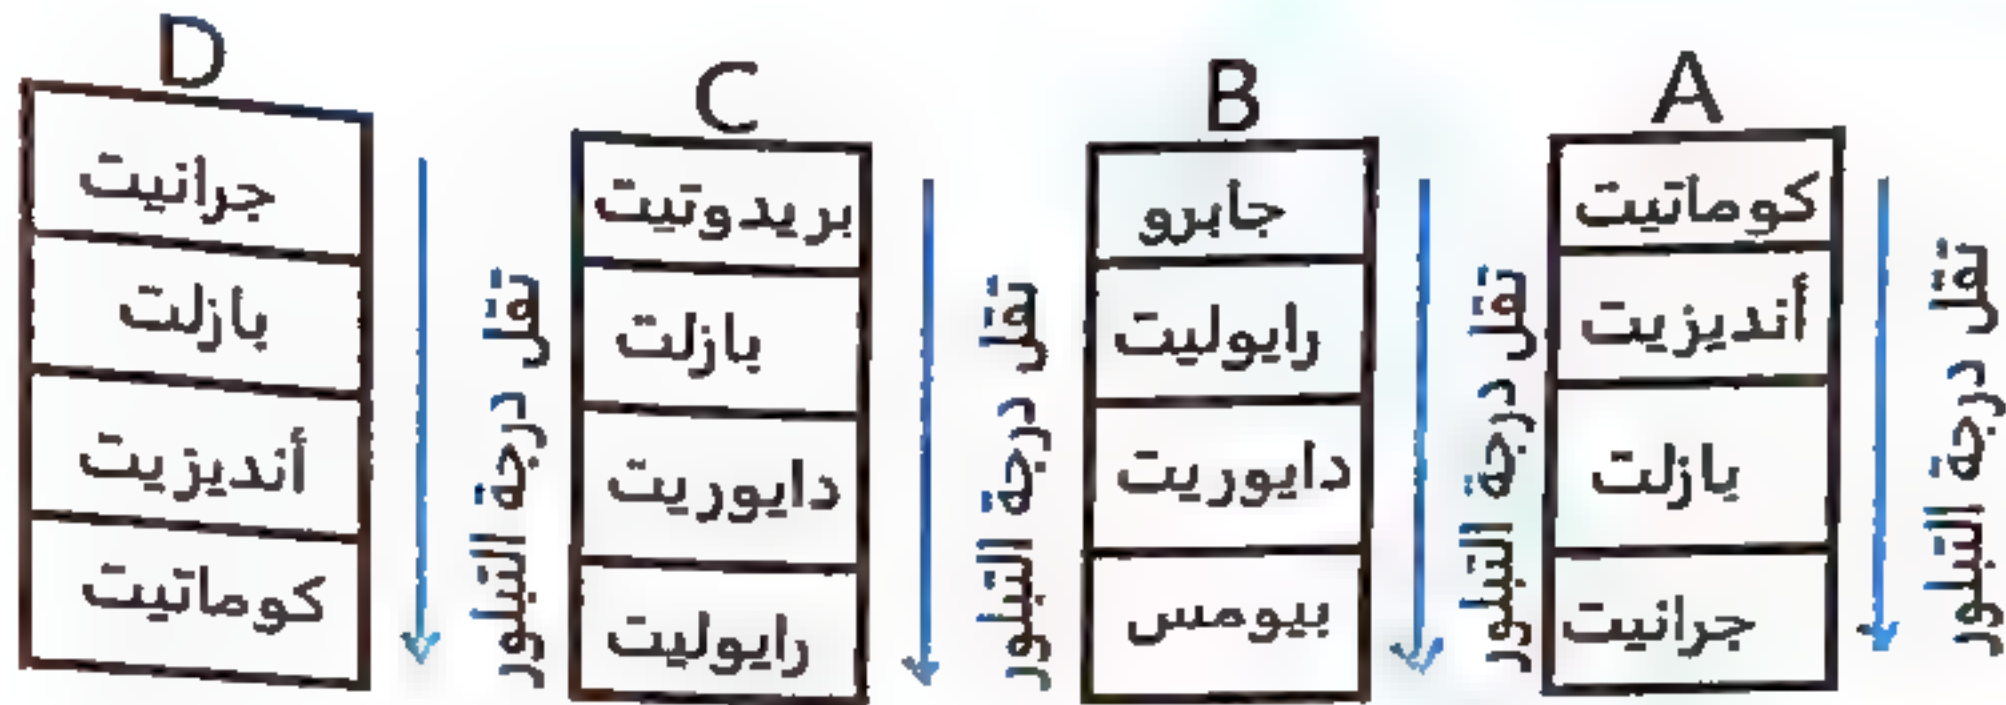 A
كوماتيت
أنديزيت
بازلت
جرانيت
تقل درجة التبلور
B
جابرو
رايوليت
دايوريت
بيومس
تقل درجة التبلور
C
بريدوتيت
بازلت
دايوريت
رايوليت
تقل درجة التبلور
D
جرانيت
بازلت
أنديزيت
كوماتيت
تقل درجة التبلور